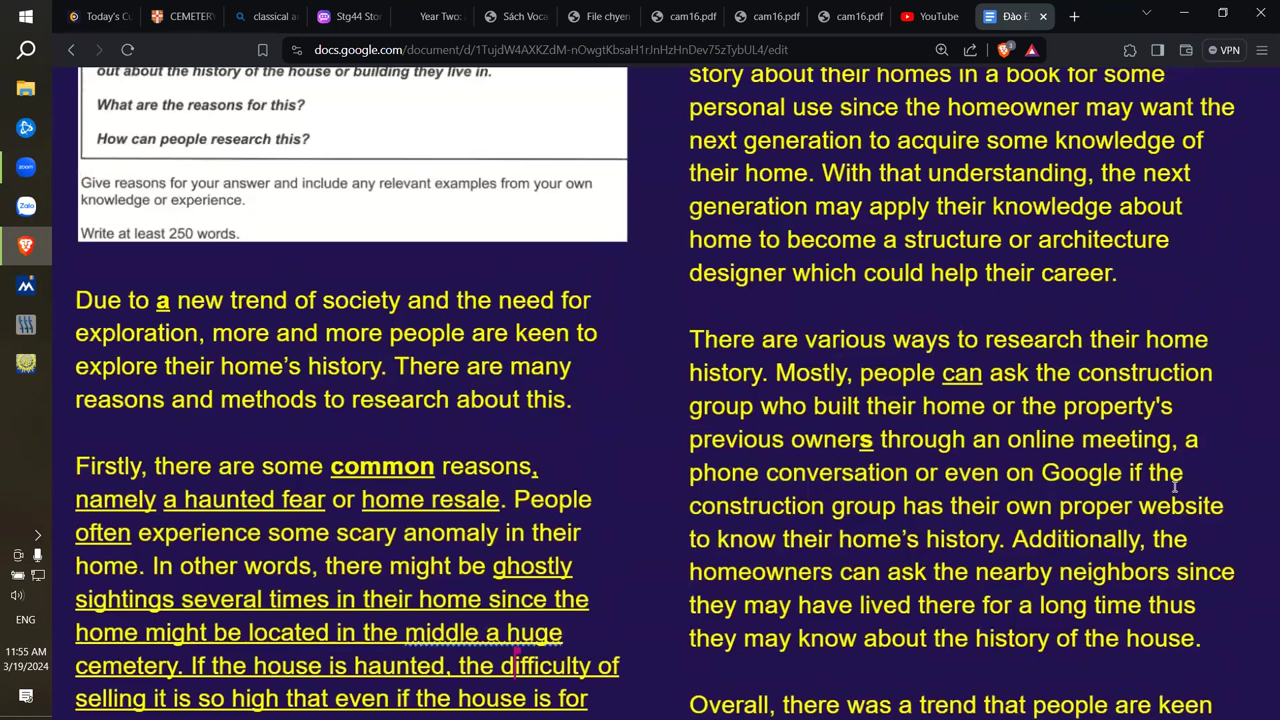 Today's Cu
CEMETER
classical ar
Stg44 Stor
Year Two: A
Sách Voca
File chyen
cam16.pdf
cam16.pdf
cam16.pdf
YouTube
Đào Đ
docs.google.com/document/d/1TujdW4AXKZdM-nOwgtKbsaH1rJnHzHnDev75zTybUL4/edit
3
VPN
out about the history of the house or building they live in.
What are the reasons for this?
How can people research this?
Give reasons for your answer and include any relevant examples from your own
knowledge or experience.
Write at least 250 words.
Due to a new trend of society and the need for
exploration, more and more people are keen to
explore their home’s history. There are many
reasons and methods to research about this.
Firstly, there are some common reasons,
namely a haunted fear or home resale. People
often experience some scary anomaly in their
home. In other words, there might be ghostly
sightings several times in their home since the
home might be located in the middle a huge
cemetery. If the house is haunted, the difficulty of
selling it is so high that even if the house is for
story about their homes in a book for some
personal use since the homeowner may want the
next generation to acquire some knowledge of
their home. With that understanding, the next
generation may apply their knowledge about
home to become a structure or architecture
designer which could help their career.
There are various ways to research their home
history. Mostly, people can ask the construction
group who built their home or the property's
previous owners through an online meeting, a
phone conversation or even on Google if the
construction group has their own proper website
to know their home’s history. Additionally, the
homeowners can ask the nearby neighbors since
they may have lived there for a long time thus
they may know about the history of the house.
Overall, there was a trend that people are keen
zoom
Zalo
ENG
11:55 AM
3/19/2024